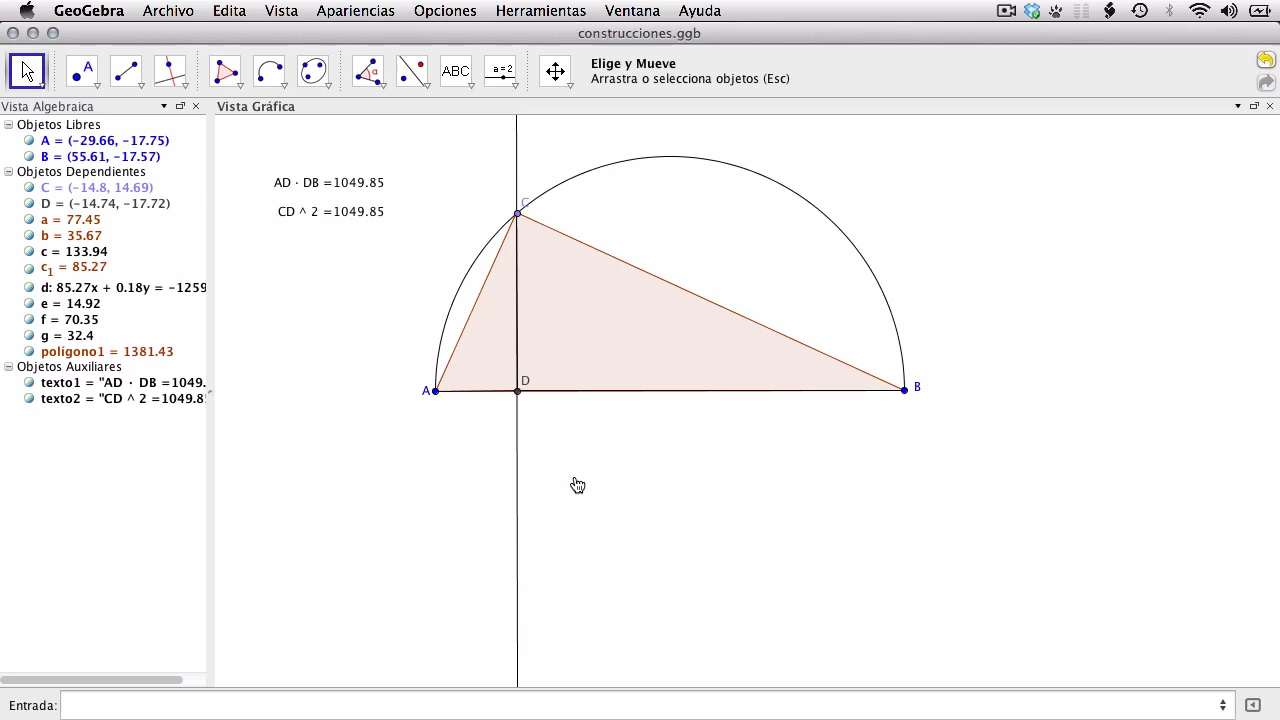 GeoGebra Archivo Edita Vista Apariencias Opciones Herramientas Ventana Ayuda
construcciones.ggb
A
α
ABC
a=2
Elige y Mueve
Arrastra o selecciona objetos (Esc)
Vista Algebraica
Vista Gráfica
Objetos Libres
A = (-29.66, -17.75)
B = (55.61, -17.57)
Objetos Dependientes
C = (-14.8, 14.69)
D = (-14.74, -17.72)
a = 77.45
b = 35.67
c = 133.94
c₁ = 85.27
d: 85.27x + 0.18y = -1259
e = 14.92
f = 70.35
g = 32.4
polígono1 = 1381.43
Objetos Auxiliares
texto1 = "AD · DB =1049.
texto2 = "CD ^ 2 =1049.8
AD · DB =1049.85
CD ^ 2 =1049.85
C
D
A
B
Entrada: